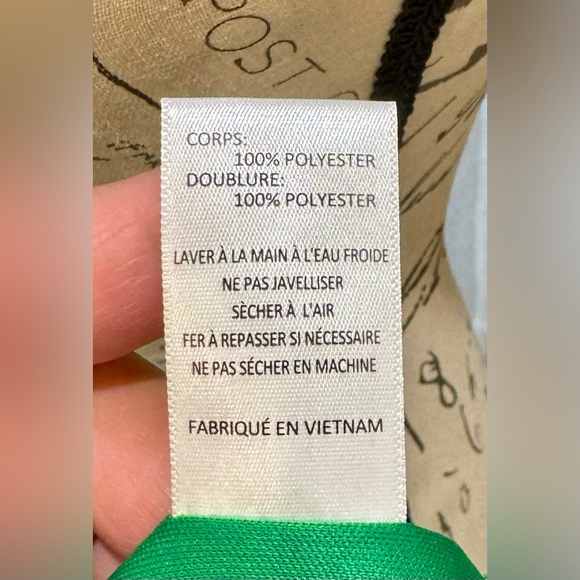 POST
CORPS:
100% POLYESTER
DOUBLURE:
100% POLYESTER
LAVER À LA MAIN À L'EAU FROIDE
NE PAS JAVELLISER
SÈCHER À L'AIR
FER À REPASSER SI NÉCESSAIRE
NE PAS SÉCHER EN MACHINE
FABRIQUÉ EN VIETNAM